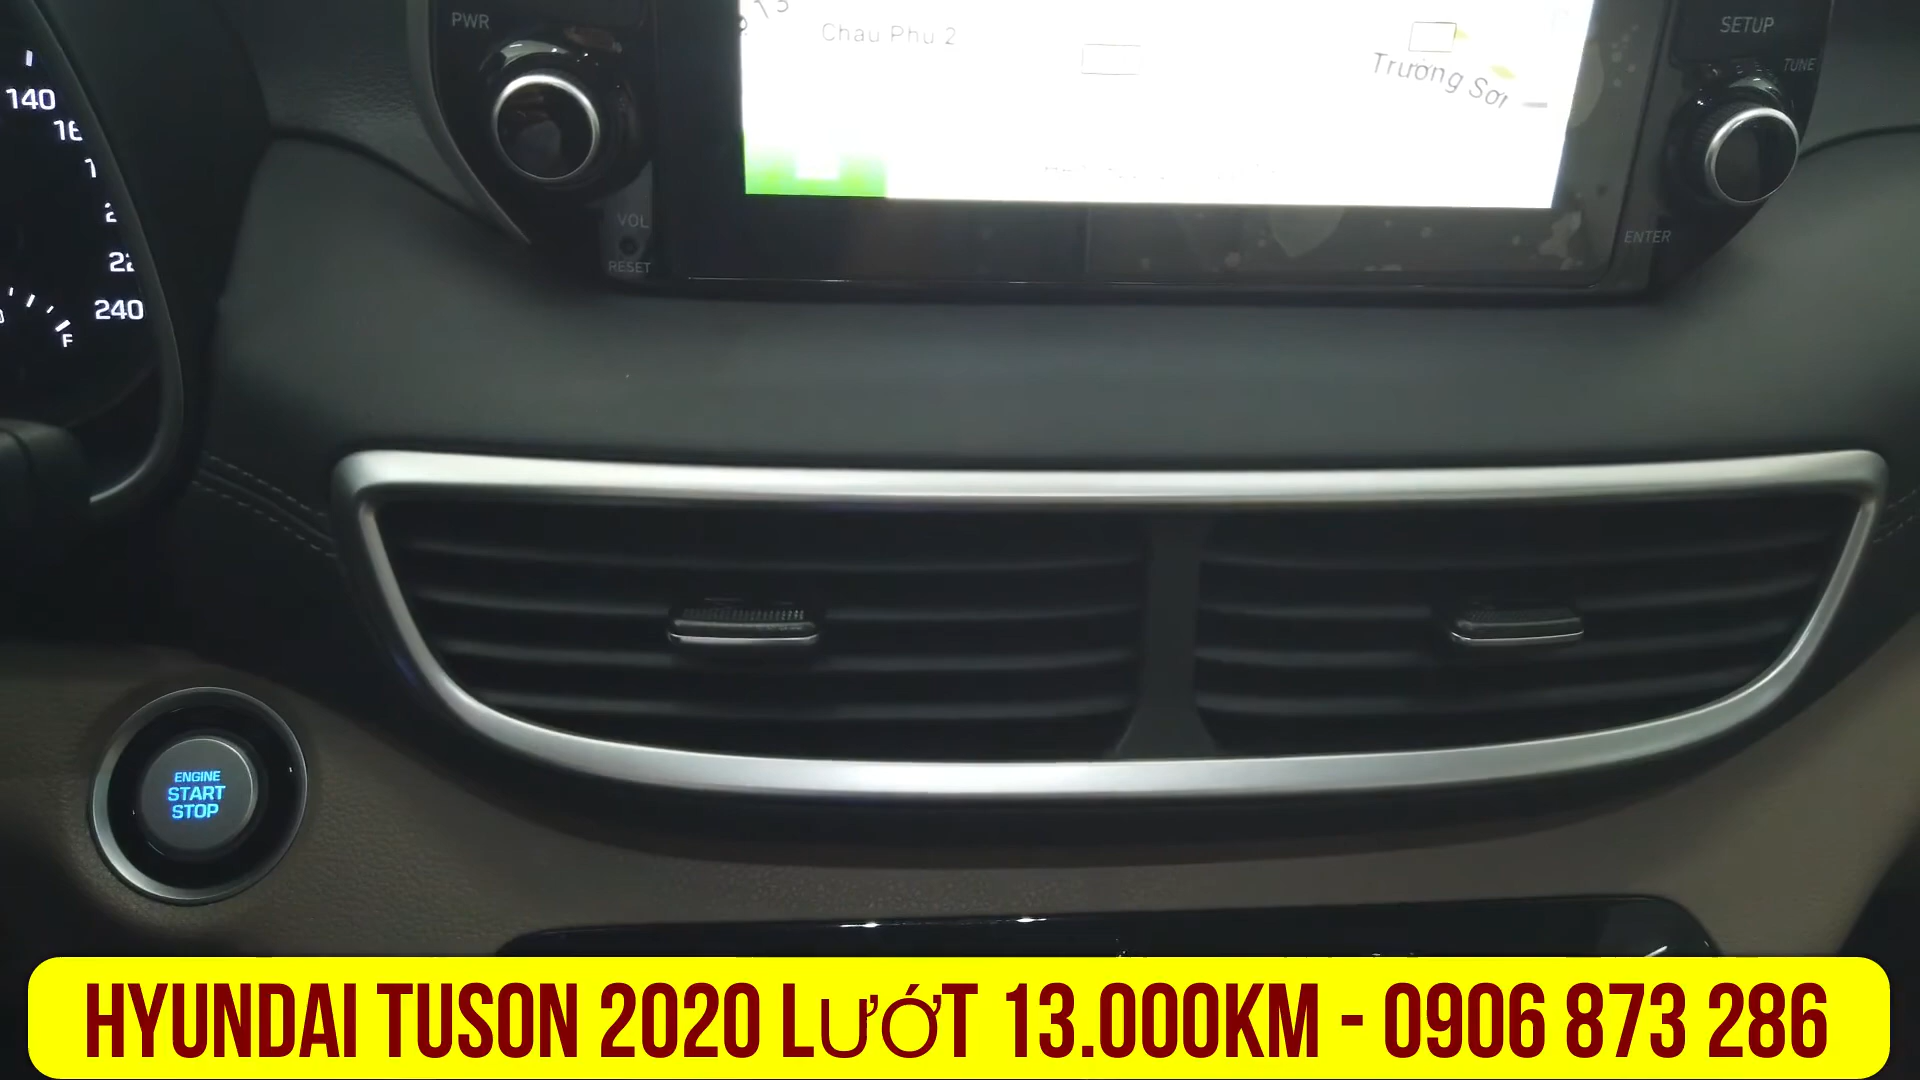 PWR
Chau Phu 2
Trường Sơn
SETUP
TUNE
140
VOL
RESET
ENTER
240
F
ENGINE
START
STOP
HYUNDAI TUSON 2020 LƯỚT 13.000KM - 0906 873 286